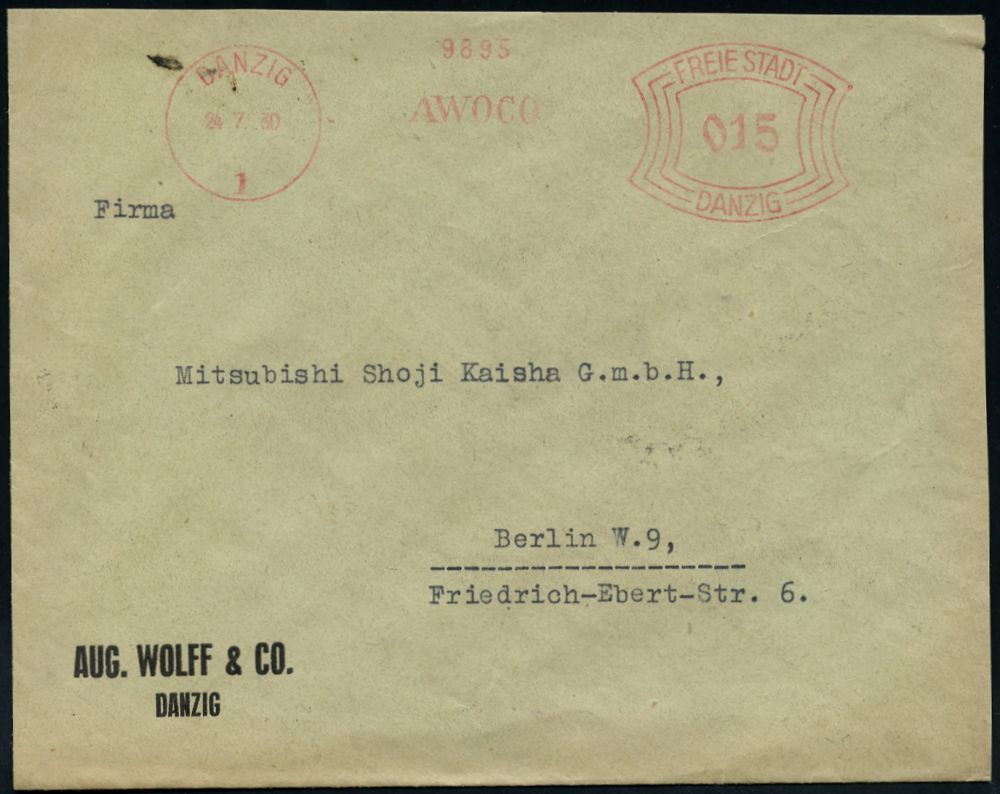 DANZIG
24 7 30
1
9895
AWOCO
FREIE STADT
015
DANZIG
Firma
Mitsubishi Shoji Kaisha G.m.b.H.,
Berlin W.9,
Friedrich-Ebert-Str. 6.
AUG. WOLFF & CO.
DANZIG